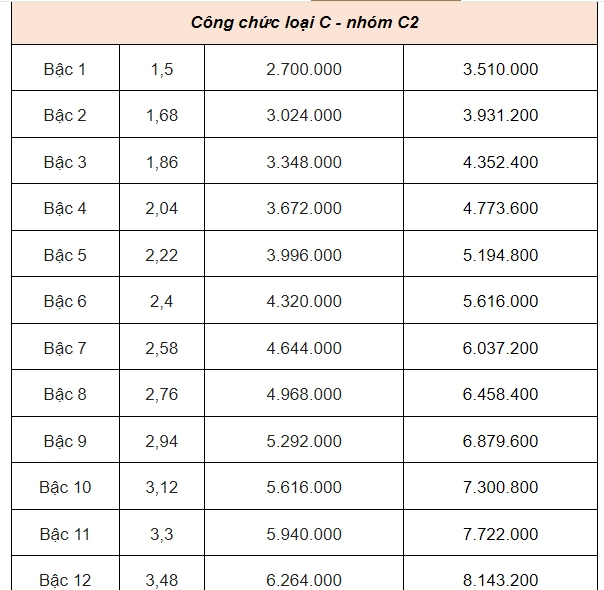 Công chức loại C - nhóm C2
Bậc 1 1,5 2.700.000 3.510.000
Bậc 2 1,68 3.024.000 3.931.200
Bậc 3 1,86 3.348.000 4.352.400
Bậc 4 2,04 3.672.000 4.773.600
Bậc 5 2,22 3.996.000 5.194.800
Bậc 6 2,4 4.320.000 5.616.000
Bậc 7 2,58 4.644.000 6.037.200
Bậc 8 2,76 4.968.000 6.458.400
Bậc 9 2,94 5.292.000 6.879.600
Bậc 10 3,12 5.616.000 7.300.800
Bậc 11 3,3 5.940.000 7.722.000
Bậc 12 3,48 6.264.000 8.143.200